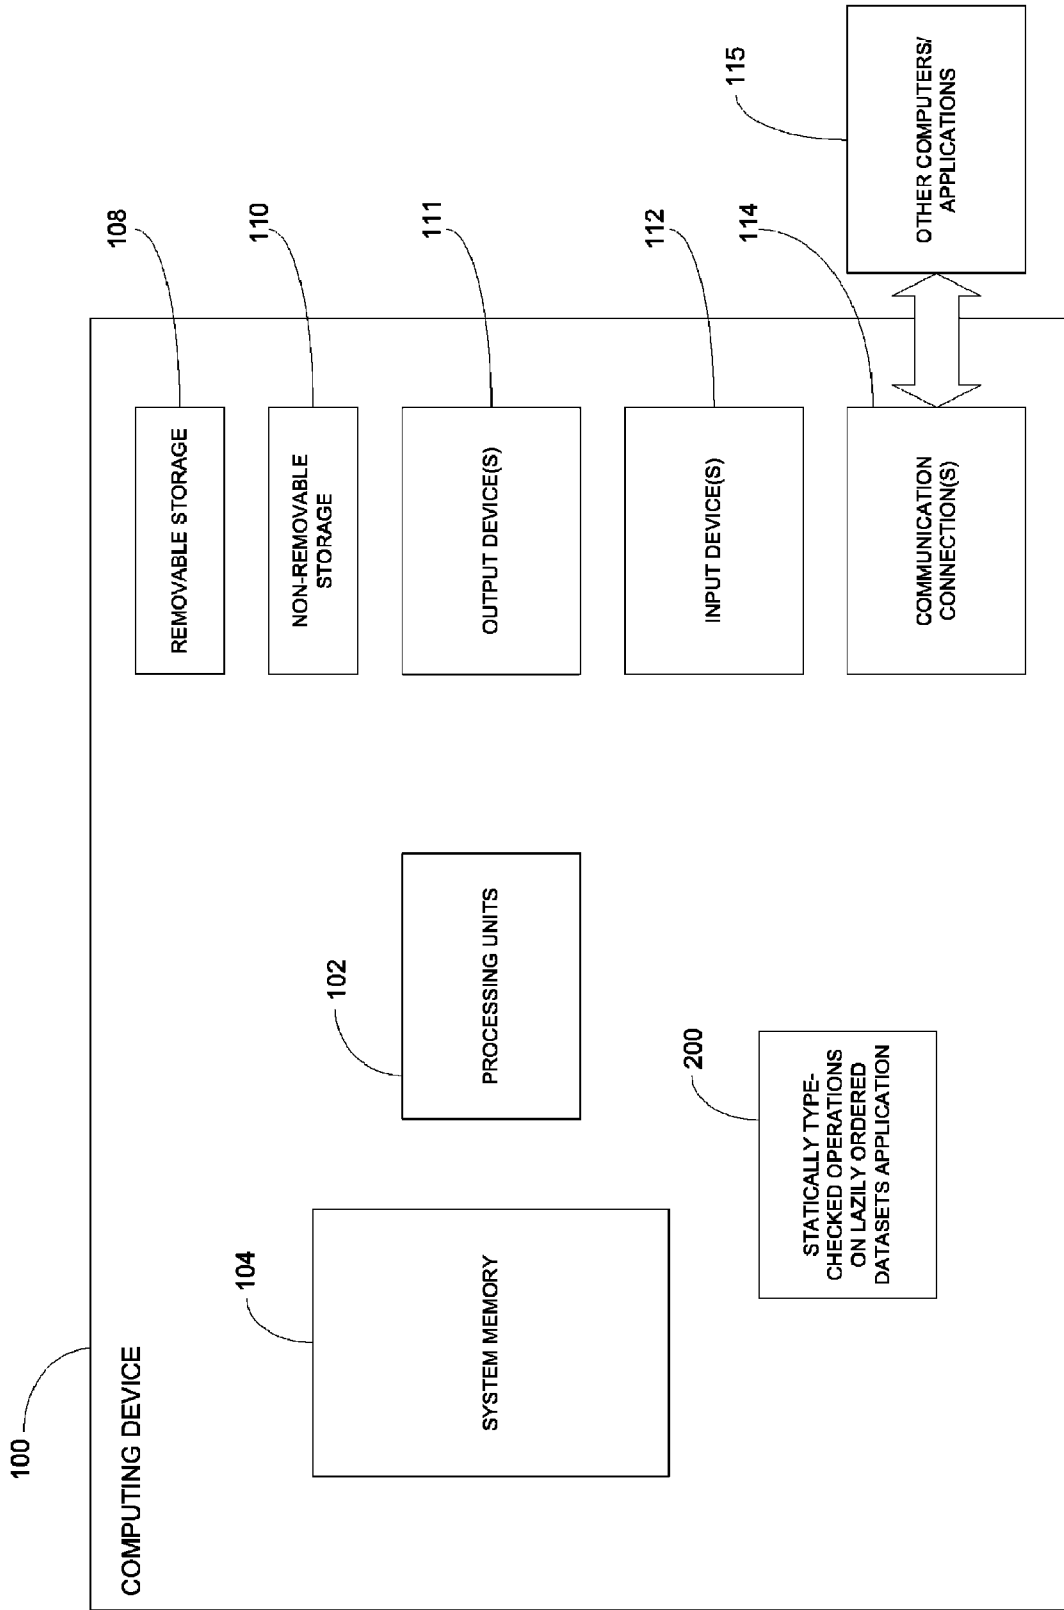 100
COMPUTING DEVICE
104
SYSTEM MEMORY
102
PROCESSING UNITS
200
STATICALLY TYPE-
CHECKED OPERATIONS
ON LAZILY ORDERED
DATASETS APPLICATION
108
REMOVABLE STORAGE
110
NON-REMOVABLE
STORAGE
111
OUTPUT DEVICE(S)
112
INPUT DEVICE(S)
114
COMMUNICATION
CONNECTION(S)
115
OTHER COMPUTERS/
APPLICATIONS